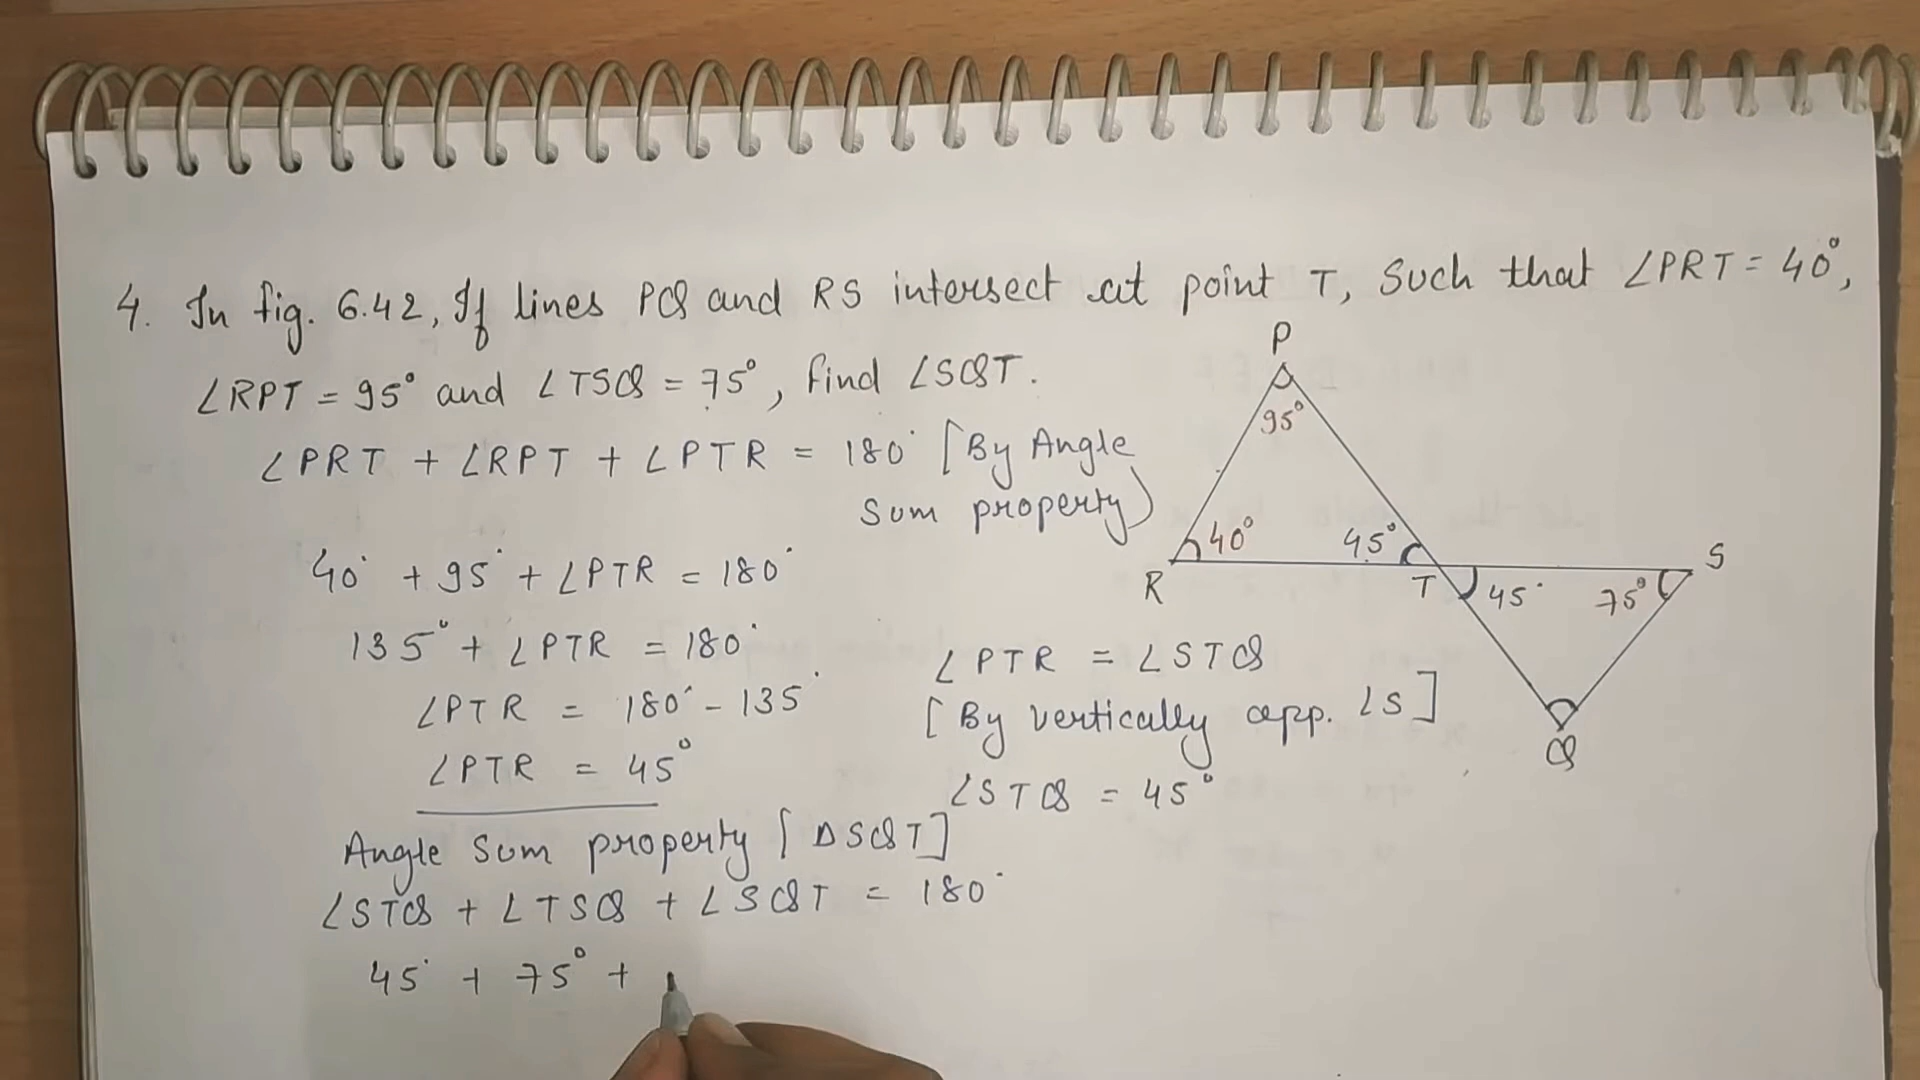 4. In fig. 6.42, If lines PQ and RS intersect at point T, Such that ∠PRT = 40°,
∠RPT = 95° and ∠TSQ = 75°, find ∠SQT.
∠PRT + ∠RPT + ∠PTR = 180° [By Angle
Sum property]
40° + 95° + ∠PTR = 180°
135° + ∠PTR = 180°
∠PTR = 180° - 135°
∠PTR = 45°
∠PTR = ∠STQ
[By vertically opp. ∠S]
∠STQ = 45°
Angle Sum property [ΔSQT]
∠STQ + ∠TSQ + ∠SQT = 180°
45° + 75° +
P
95°
40°
45°
R
T
45°
75°
S
Q